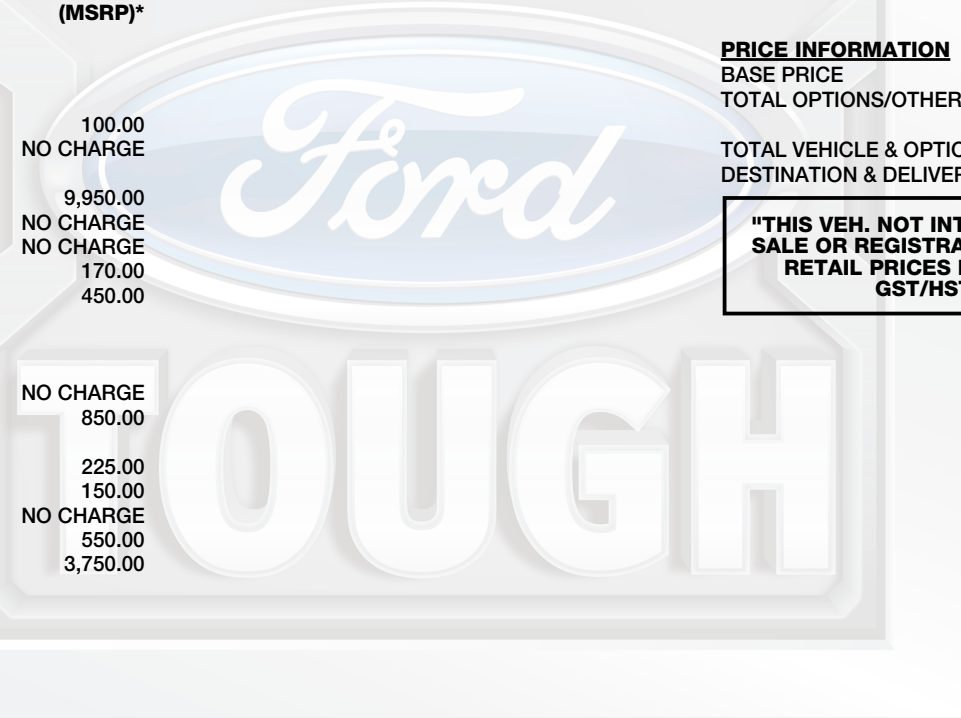 (MSRP)*
100.00
NO CHARGE
9,950.00
NO CHARGE
NO CHARGE
170.00
450.00
NO CHARGE
850.00
225.00
150.00
NO CHARGE
550.00
3,750.00
PRICE INFORMATION
BASE PRICE
TOTAL OPTIONS/OTHER
TOTAL VEHICLE & OPTIO
DESTINATION & DELIVER
"THIS VEH. NOT INT
SALE OR REGISTRA
RETAIL PRICES
GST/HST
Ford
TOUGH